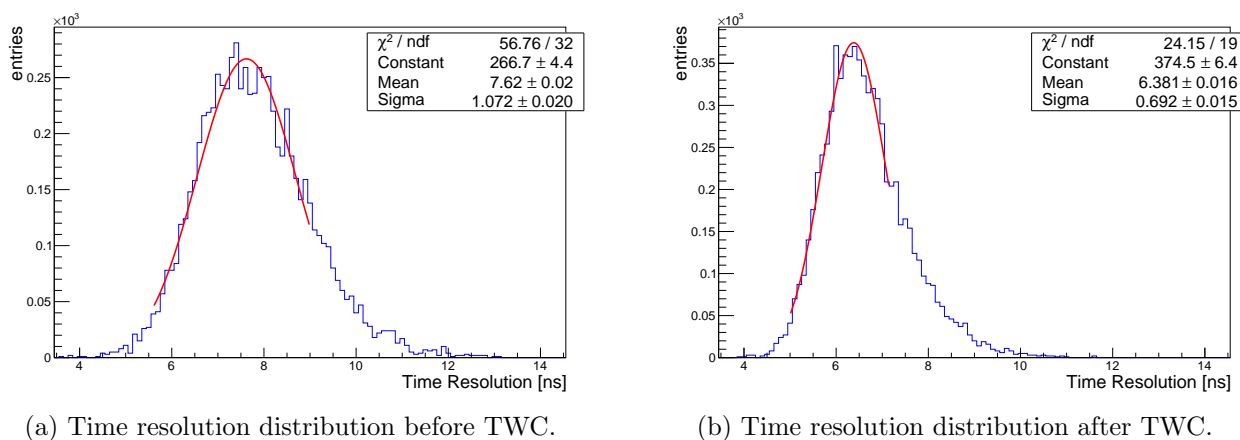 ×10³
entries
0.25
0.2
0.15
0.1
0.05
0
4 6 8 10 12 14
Time Resolution [ns]
χ² / ndf 56.76 / 32
Constant 266.7 ± 4.4
Mean 7.62 ± 0.02
Sigma 1.072 ± 0.020
(a) Time resolution distribution before TWC.
×10³
entries
0.35
0.3
0.25
0.2
0.15
0.1
0.05
0
4 6 8 10 12 14
Time Resolution [ns]
χ² / ndf 24.15 / 19
Constant 374.5 ± 6.4
Mean 6.381 ± 0.016
Sigma 0.692 ± 0.015
(b) Time resolution distribution after TWC.